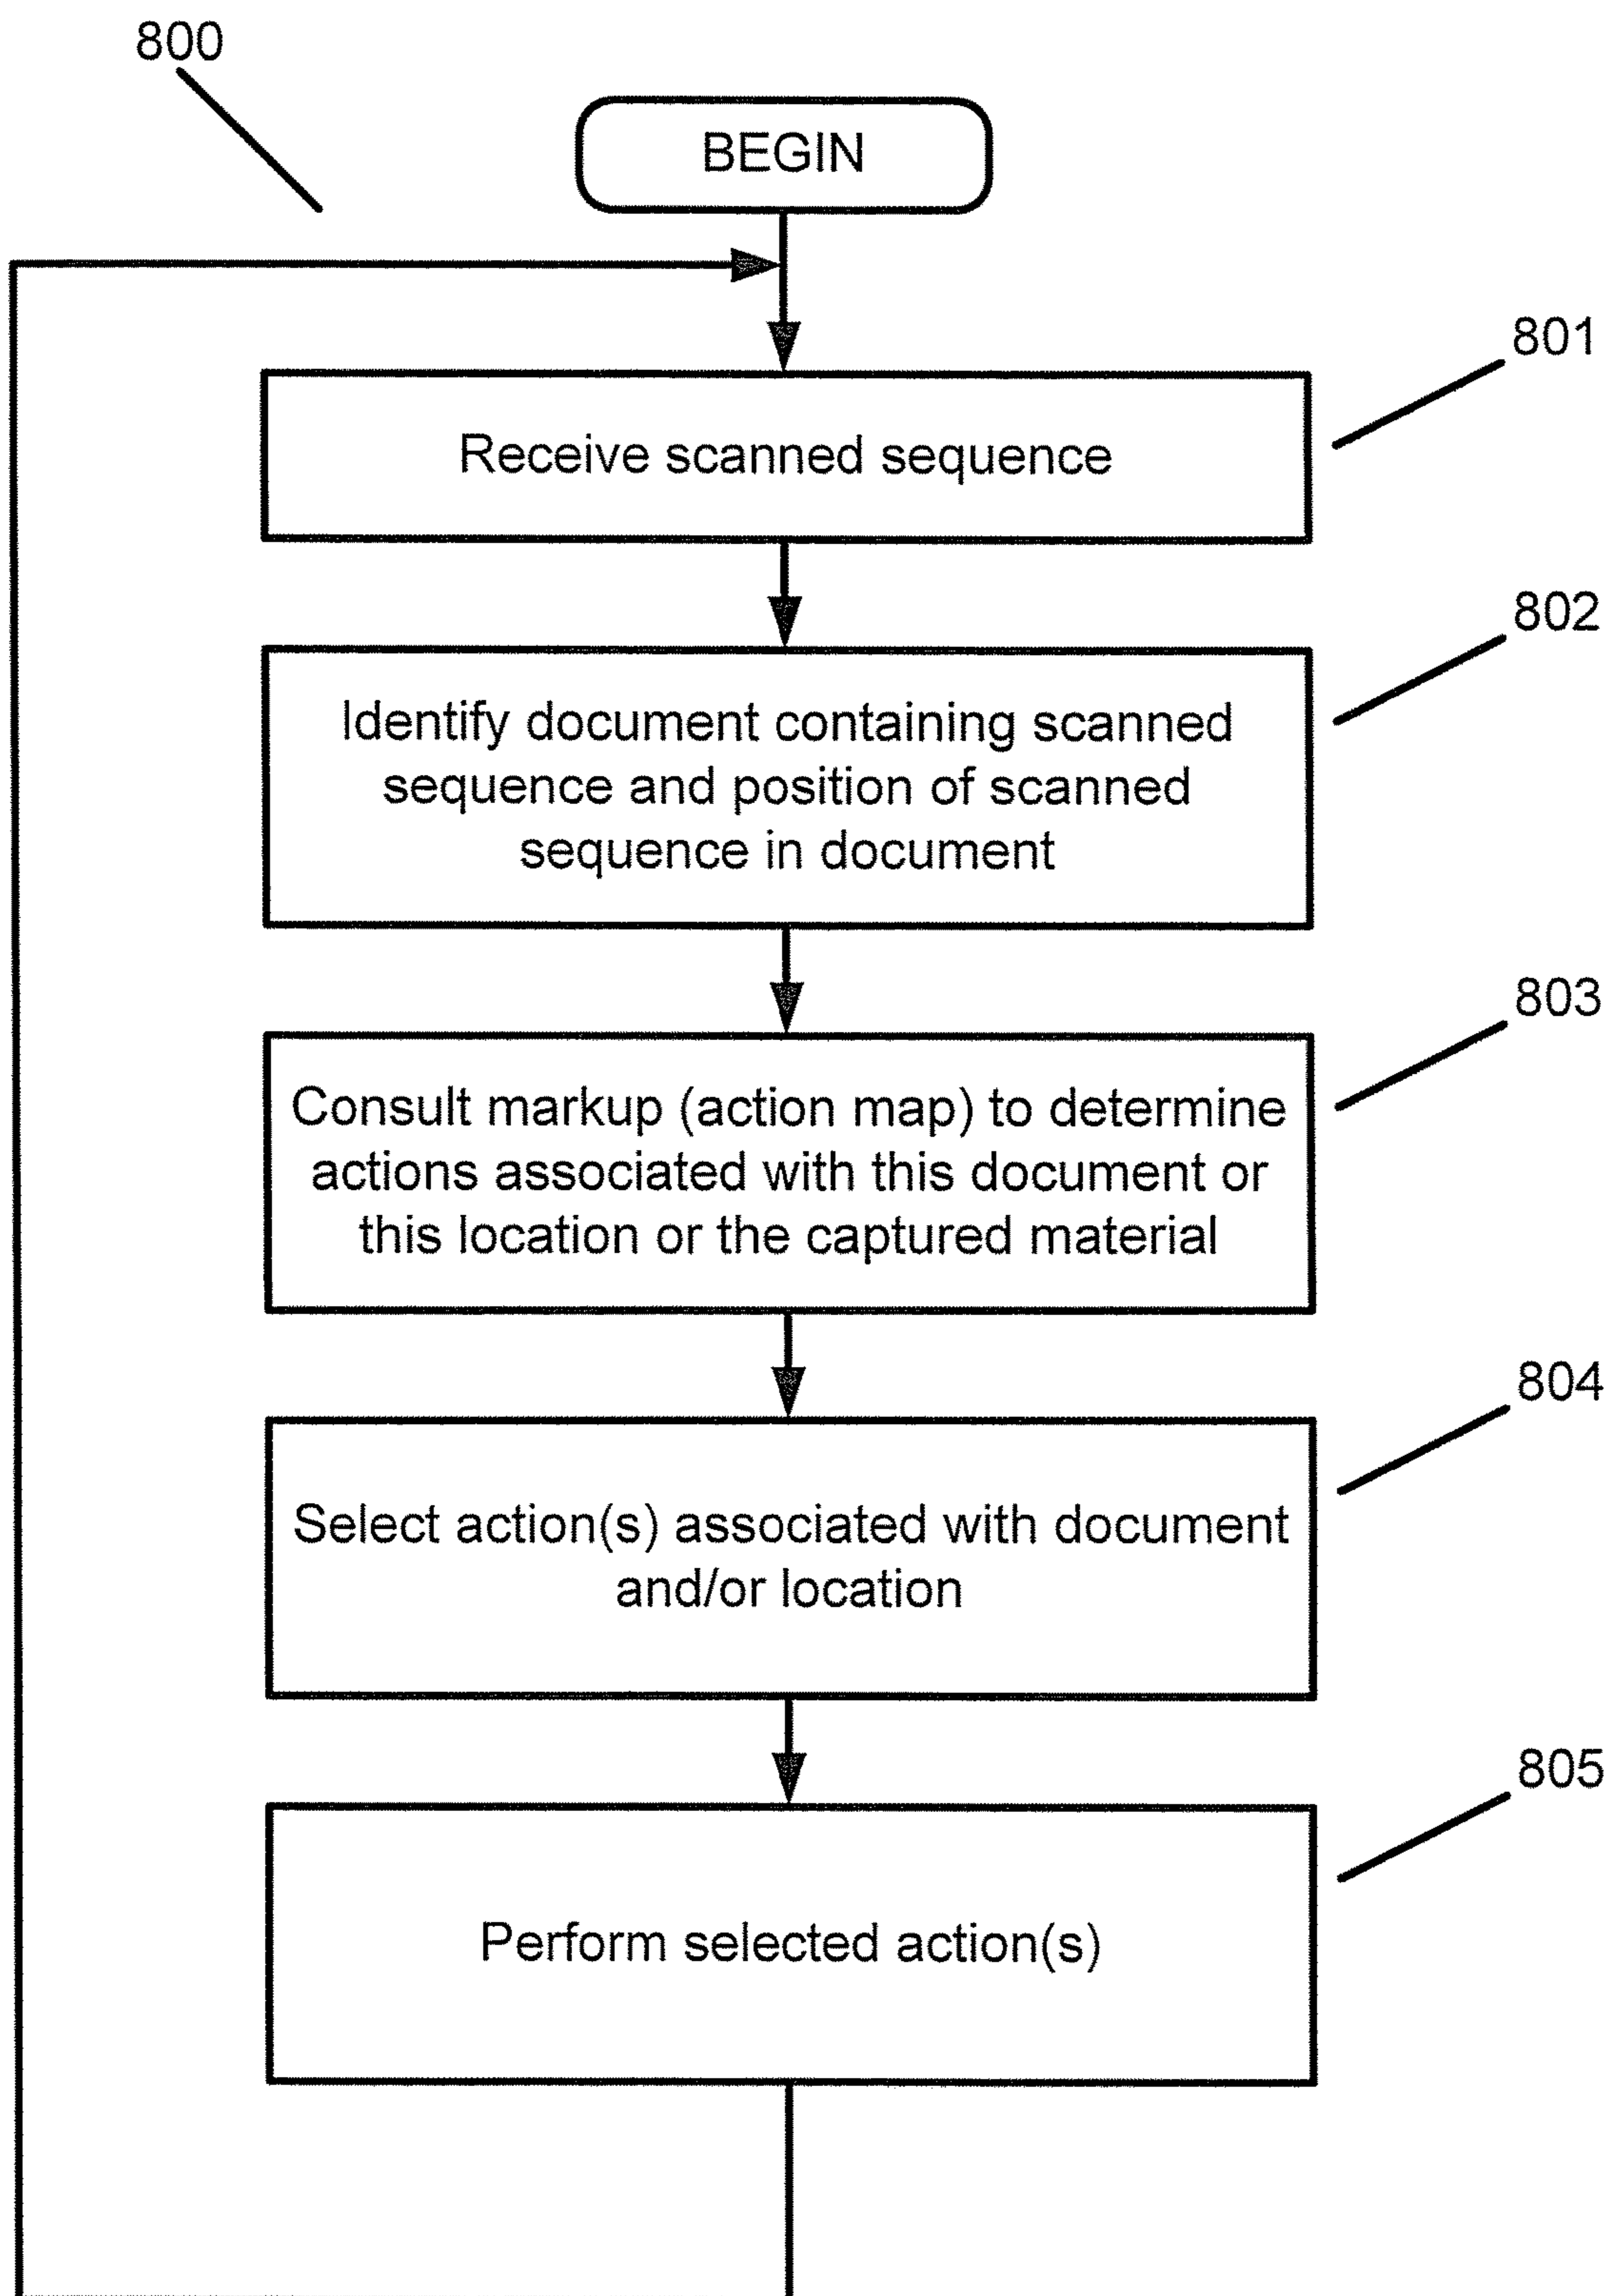 800
BEGIN
801
Receive scanned sequence
802
Identify document containing scanned
sequence and position of scanned
sequence in document
803
Consult markup (action map) to determine
actions associated with this document or
this location or the captured material
804
Select action(s) associated with document
and/or location
805
Perform selected action(s)